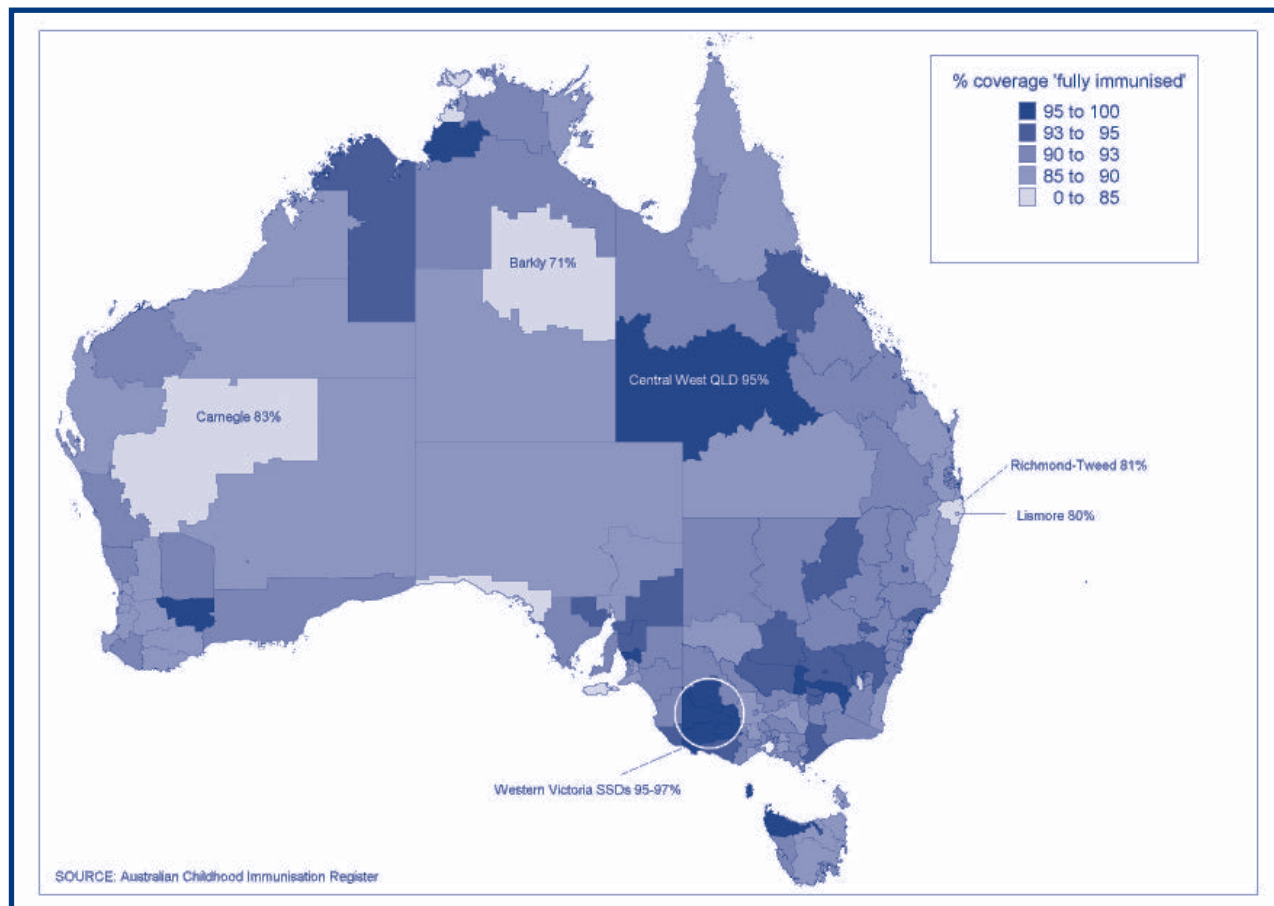 % coverage 'fully immunised'
95 to 100
93 to 95
90 to 93
85 to 90
0 to 85
Barkly 71%
Central West QLD 95%
Carnegie 83%
Richmond-Tweed 81%
Lismore 80%
Western Victoria SSDs 95-97%
SOURCE: Australian Childhood Immunisation Register